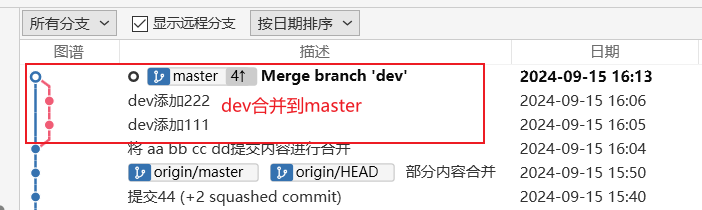 所有分支 显示远程分支 按日期排序
图谱 描述 日期
master 4↑ Merge branch 'dev' 2024-09-15 16:13
dev添加222 2024-09-15 16:06
dev合并到master
dev添加111 2024-09-15 16:05
将 aa bb cc dd提交内容进行合并 2024-09-15 16:04
origin/master origin/HEAD 部分内容合并 2024-09-15 15:50
提交44 (+2 squashed commit) 2024-09-15 15:40